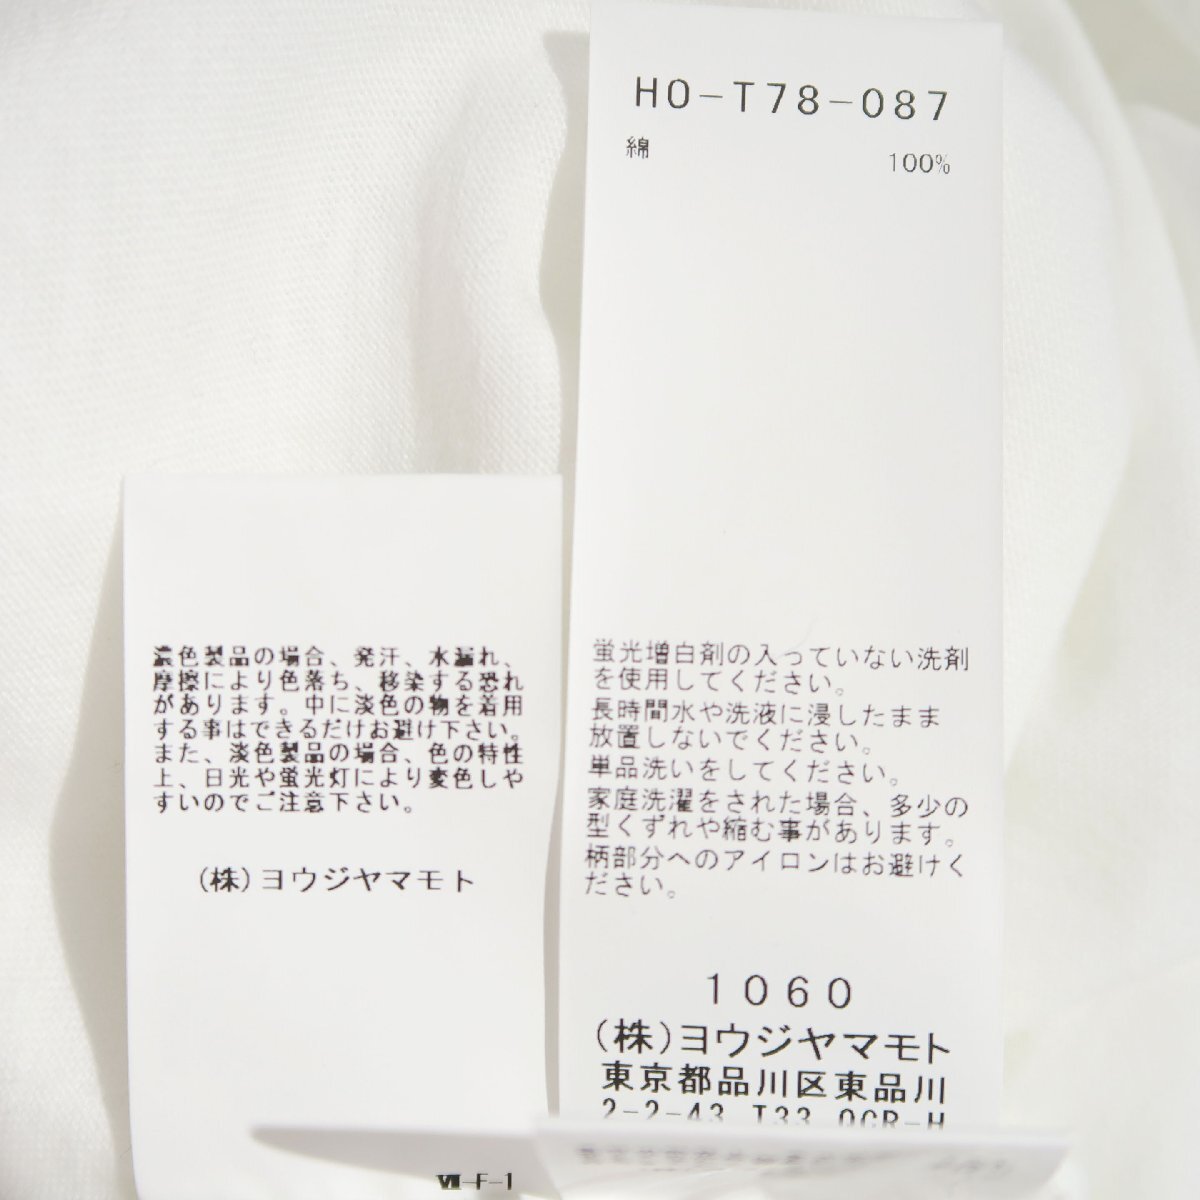 HO-T78-087
綿 100%
蛍光増白剤の入っていない洗剤
を使用してください。
長時間水や洗液に浸したまま
放置しないでください。
単品洗いをしてください。
家庭洗濯をされた場合、多少の
型くずれや縮む事があります。
柄部分へのアイロンはお避けく
ださい。
1060
(株)ヨウジヤマモト
東京都品川区東品川
2-2-43 T33 OCR-H
濃色製品の場合、発汗、水漏れ、
摩擦により色落ち、移染する恐れ
があります。中に淡色の物を着用
する事はできるだけお避け下さい。
また、淡色製品の場合、色の特性
上、日光や蛍光灯により変色しや
すいのでご注意下さい。
(株)ヨウジヤマモト
Ⅶ-F-1